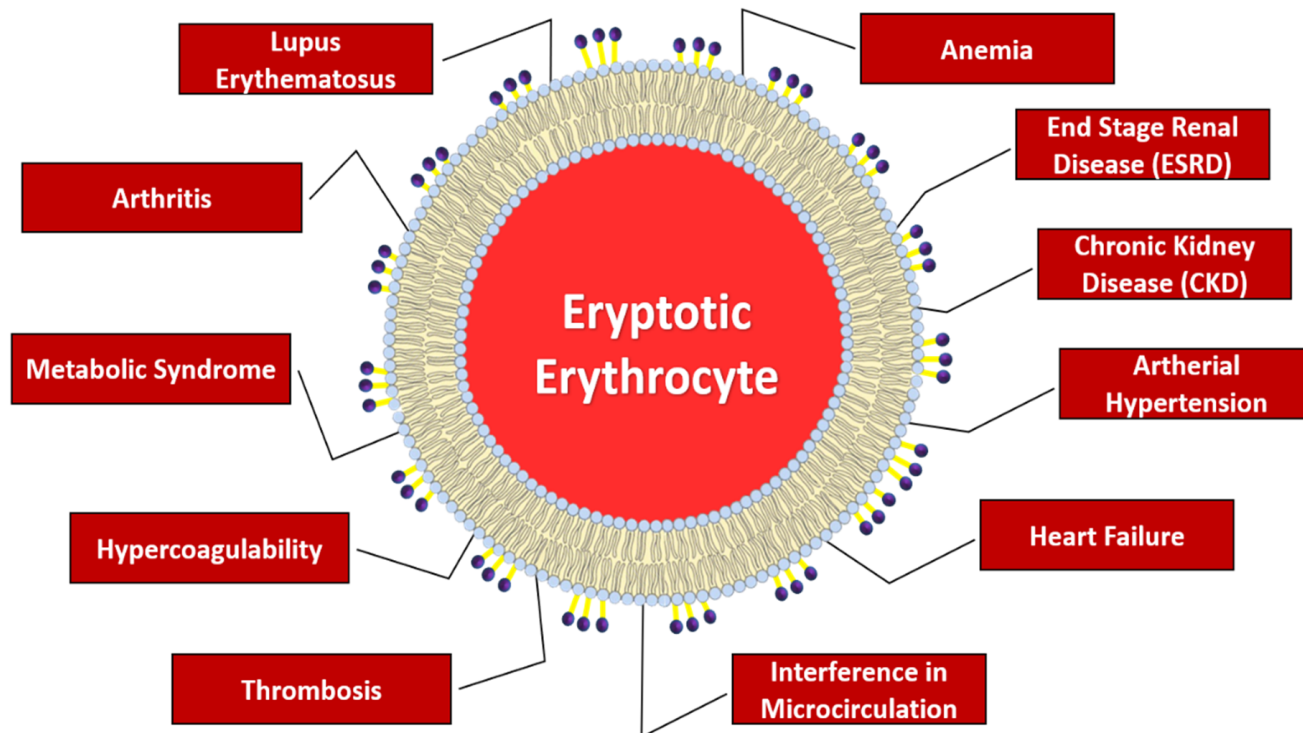 Lupus
Erythematosus
Anemia
End Stage Renal
Disease (ESRD)
Arthritis
Chronic Kidney
Disease (CKD)
Eryptotic
Erythrocyte
Metabolic Syndrome
Artherial
Hypertension
Hypercoagulability
Heart Failure
Thrombosis
Interference in
Microcirculation